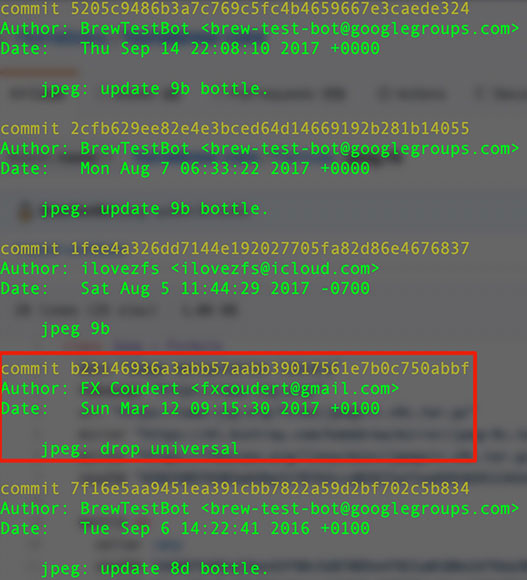 commit 5205c9486b3a7c769c5fc4b4659667e3caede324
Author: BrewTestBot <brew-test-bot@googlegroups.com>
Date:   Thu Sep 14 22:08:10 2017 +0000
jpeg: update 9b bottle.
commit 2cfb629ee82e4e3bced64d14669192b281b14055
Author: BrewTestBot <brew-test-bot@googlegroups.com>
Date:   Mon Aug 7 06:33:22 2017 +0000
jpeg: update 9b bottle.
commit 1fee4a326dd7144e192027705fa82d86e4676837
Author: ilovezfs <ilovezfs@icloud.com>
Date:   Sat Aug 5 11:44:29 2017 -0700
jpeg 9b
commit b23146936a3abb57aabb39017561e7b0c750abbf
Author: FX Coudert <fxcoudert@gmail.com>
Date:   Sun Mar 12 09:15:30 2017 +0100
jpeg: drop universal
commit 7f16e5aa9451ea391cbb7822a59d2bf702c5b834
Author: BrewTestBot <brew-test-bot@googlegroups.com>
Date:   Tue Sep 6 14:22:41 2016 +0100
jpeg: update 8d bottle.